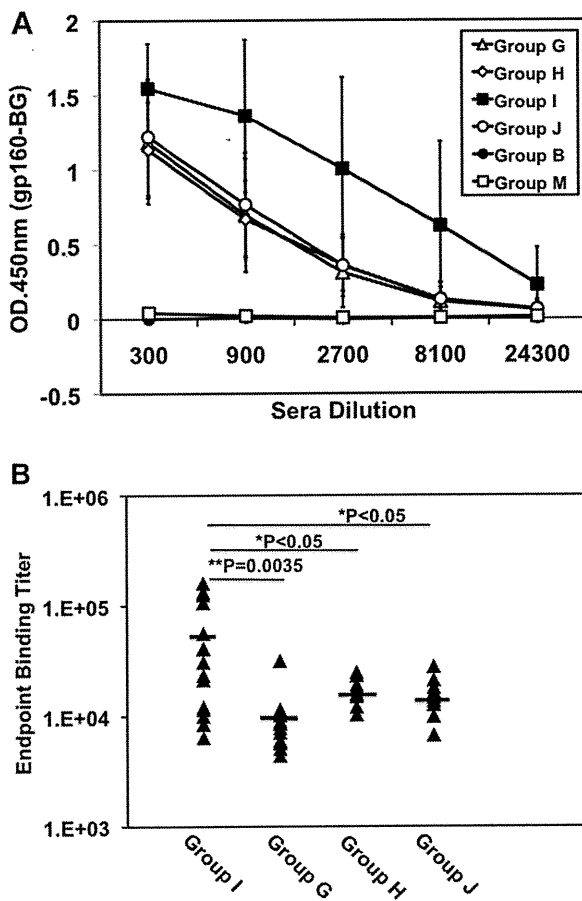 A
2
1.5
1
0.5
0
-0.5
OD.450nm (gp160-BG)
Group G
Group H
Group I
Group J
Group B
Group M
300 900 2700 8100 24300
Sera Dilution
B
1.E+06
1.E+05
1.E+04
1.E+03
Endpoint Binding Titer
*P<0.05
*P<0.05
**P=0.0035
Group I Group G Group H Group J